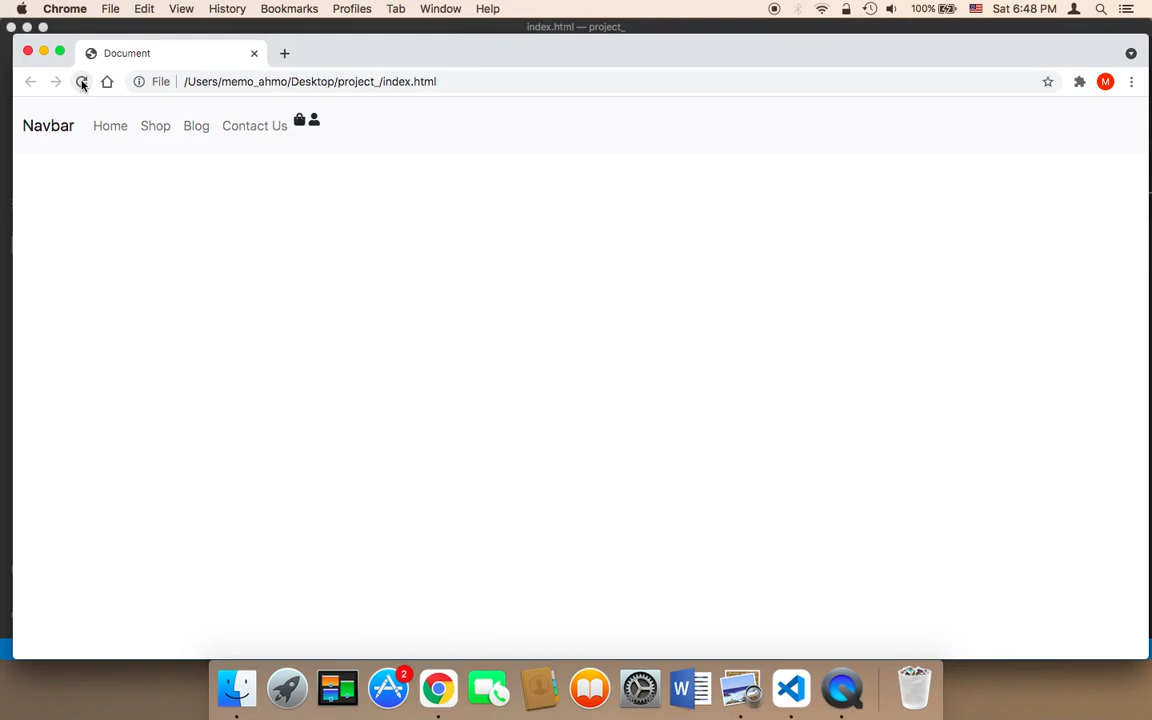 Chrome File Edit View History Bookmarks Profiles Tab Window Help 100% Sat 6:48 PM
index.html — project_
Document
File /Users/memo_ahmo/Desktop/project_/index.html M
Navbar Home Shop Blog Contact Us
2